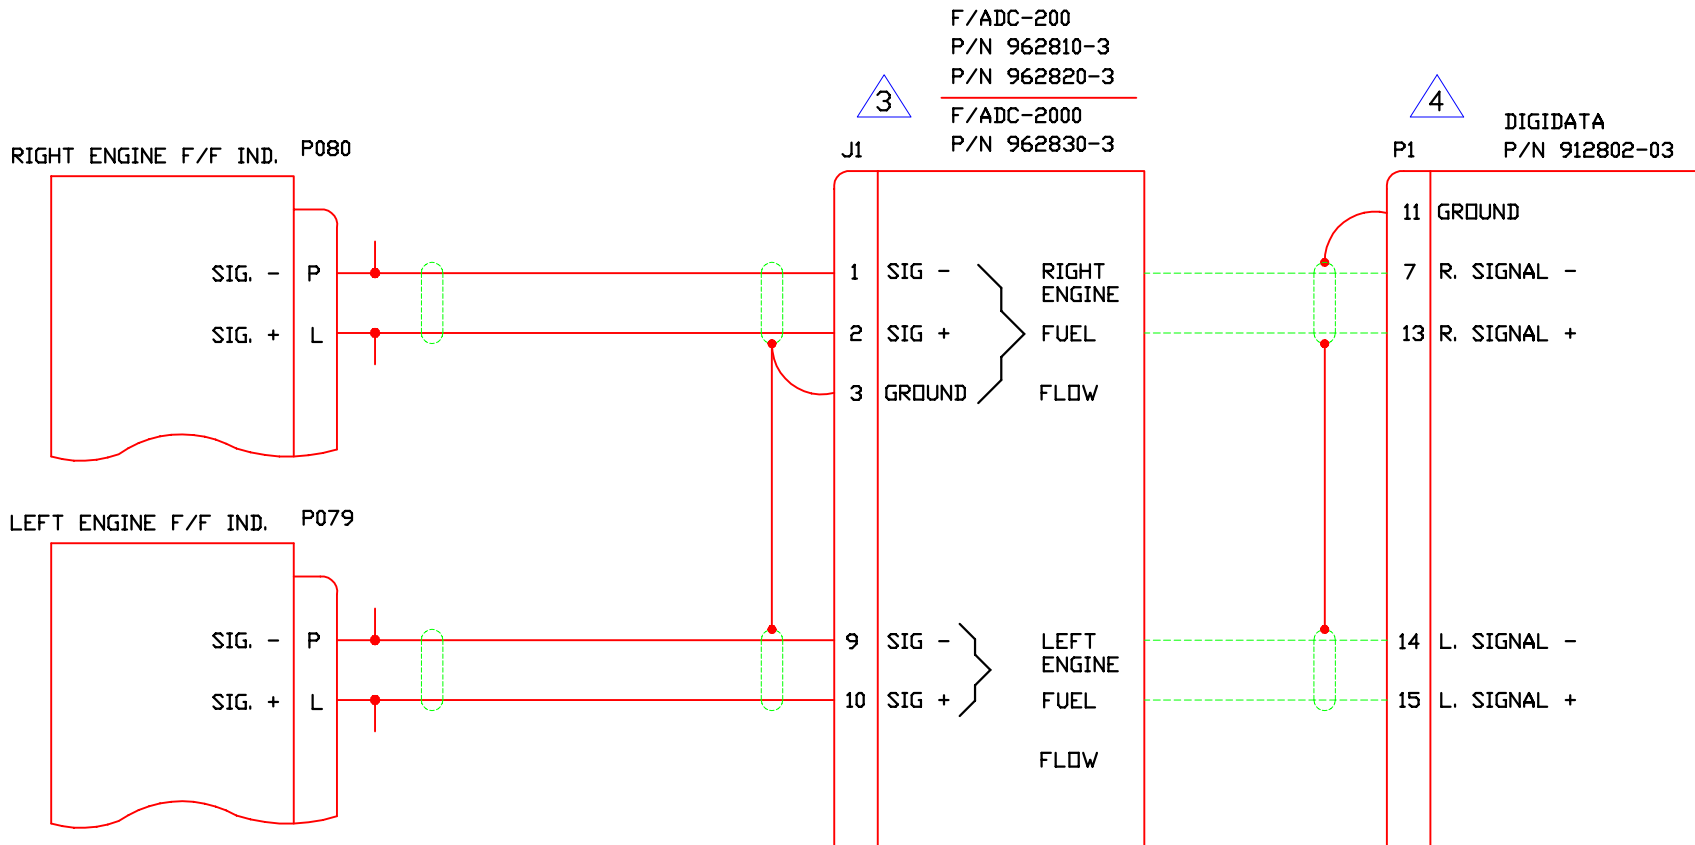 F/ADC-200
P/N 962810-3
P/N 962820-3
F/ADC-2000
P/N 962830-3
3
4
DIGIDATA
P/N 912802-03
RIGHT ENGINE F/F IND. P080
J1
P1
11 GROUND
SIG. - P
1 SIG -
RIGHT
ENGINE
7 R. SIGNAL -
SIG. + L
2 SIG +
FUEL
13 R. SIGNAL +
3 GROUND
FLOW
LEFT ENGINE F/F IND. P079
SIG. - P
9 SIG -
LEFT
ENGINE
14 L. SIGNAL -
SIG. + L
10 SIG +
FUEL
15 L. SIGNAL +
FLOW